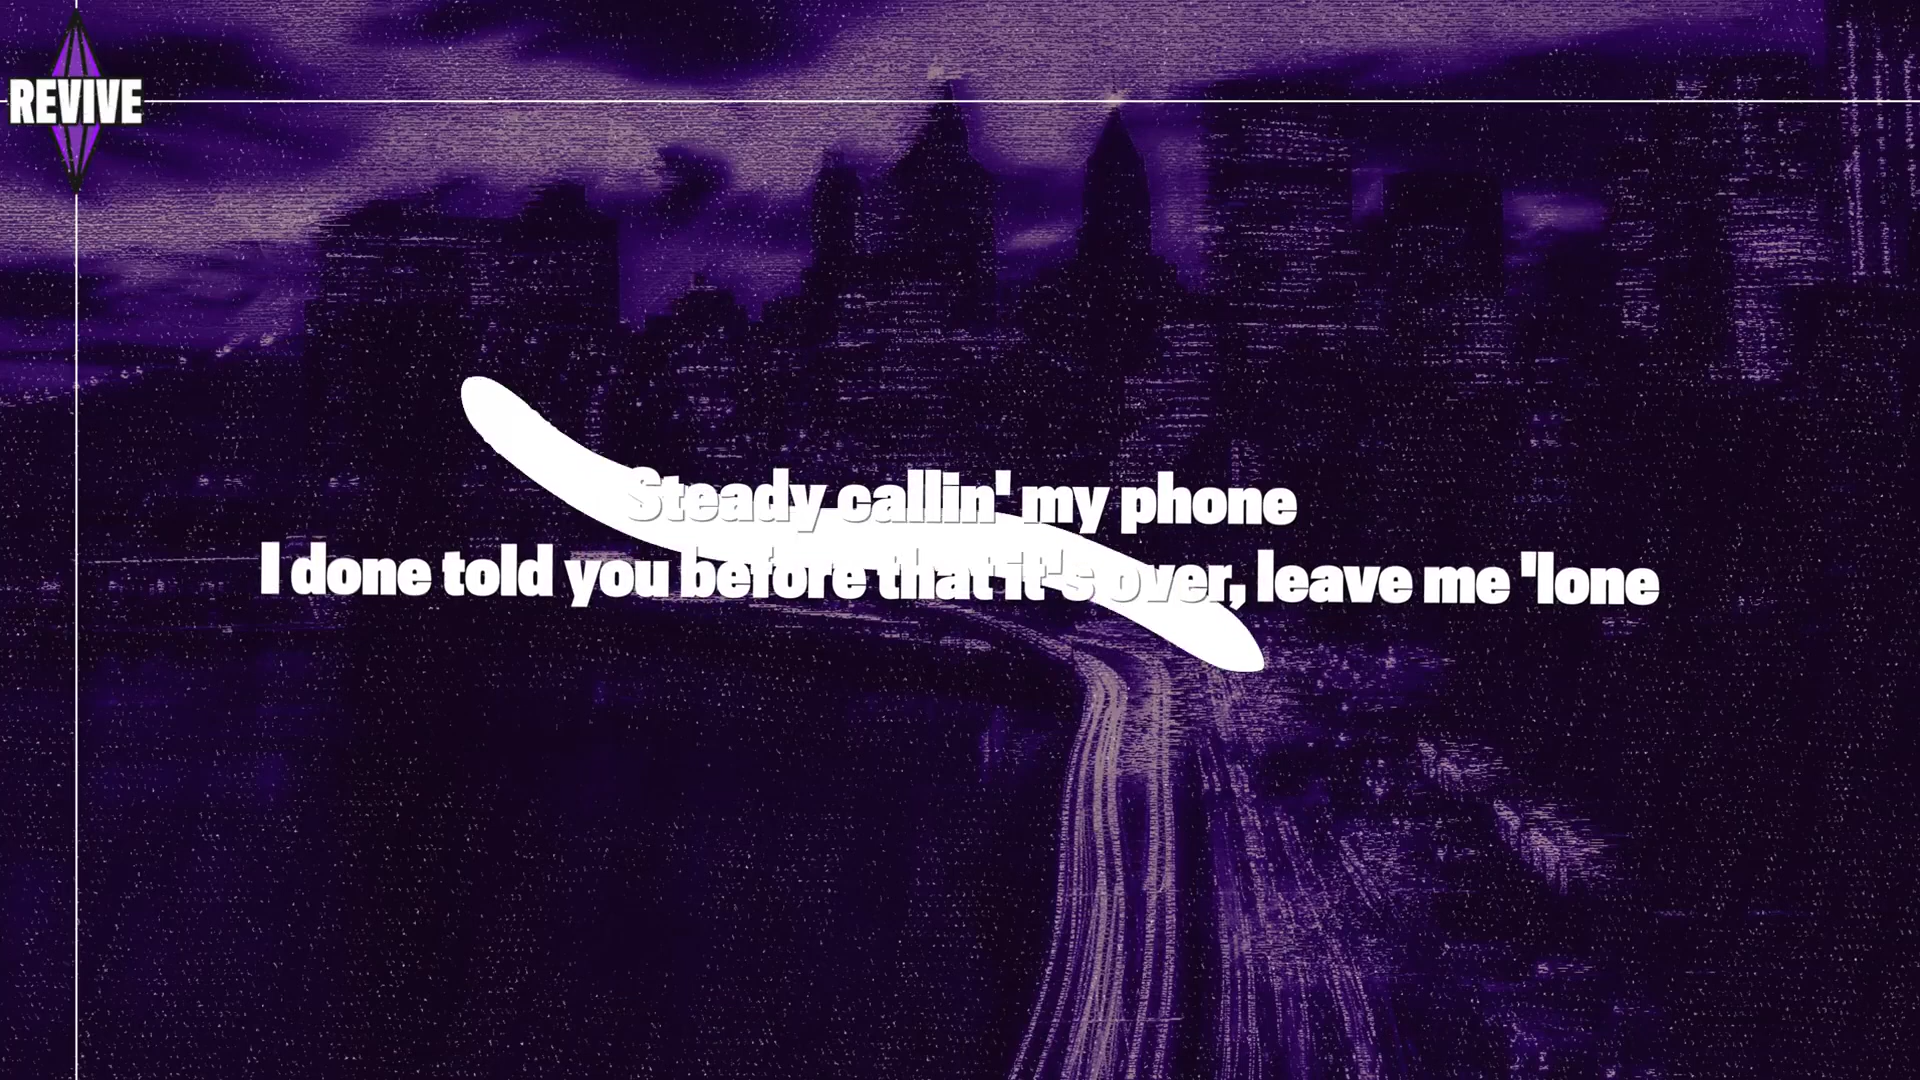 REVIVE
Steady callin' my phone
I done told you before that it's over, leave me 'lone